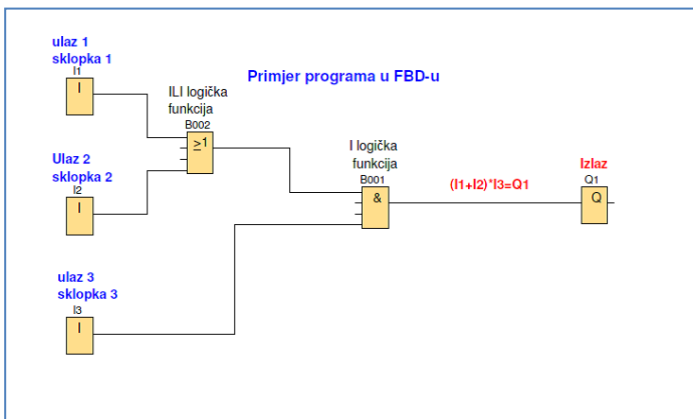 ulaz 1
sklopka 1
I1
I
Primjer programa u FBD-u
ILI logička
funkcija
B002
≥1
Ulaz 2
sklopka 2
I2
I
I logička
funkcija
B001
&
(I1+I2)*I3=Q1
Izlaz
Q1
Q
ulaz 3
sklopka 3
I3
I